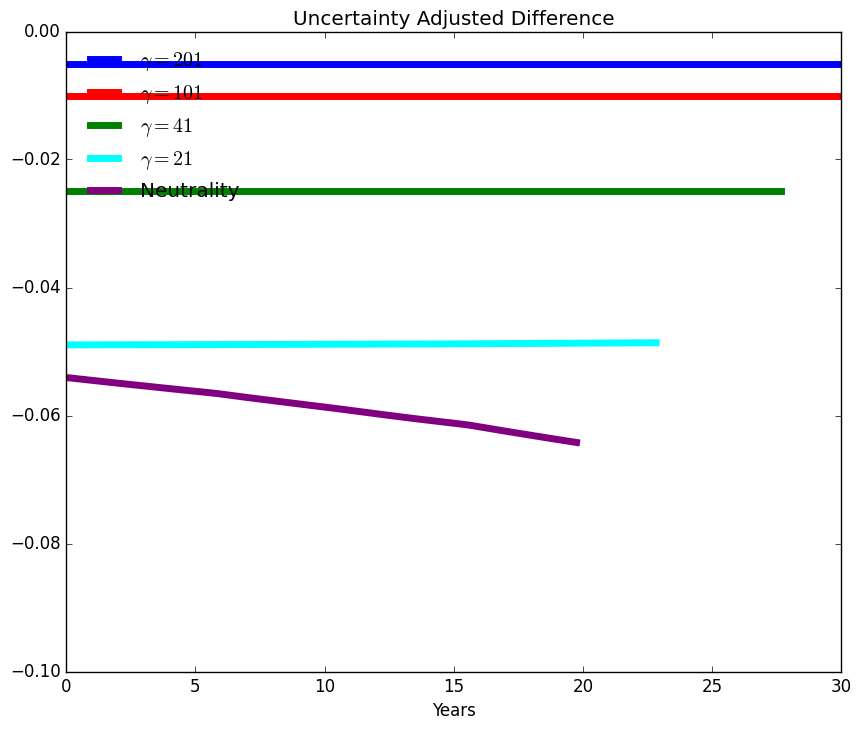 Uncertainty Adjusted Difference
0.00
−0.02
−0.04
−0.06
−0.08
−0.10
γ = 201
γ = 101
γ = 41
γ = 21
Neutrality
0 5 10 15 20 25 30
Years